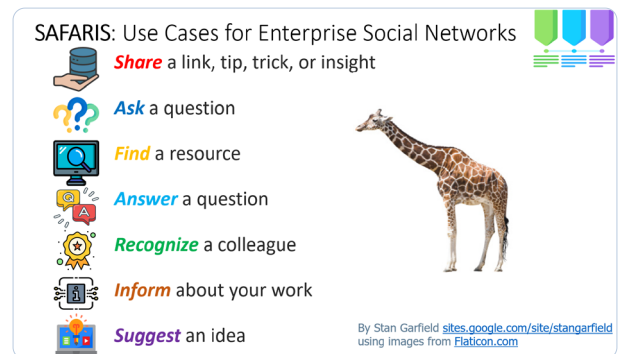 SAFARIS: Use Cases for Enterprise Social Networks
Share a link, tip, trick, or insight
Ask a question
Find a resource
Q
A
Answer a question
Recognize a colleague
i
Inform about your work
Suggest an idea
By Stan Garfield sites.google.com/site/stangarfield
using images from Flaticon.com